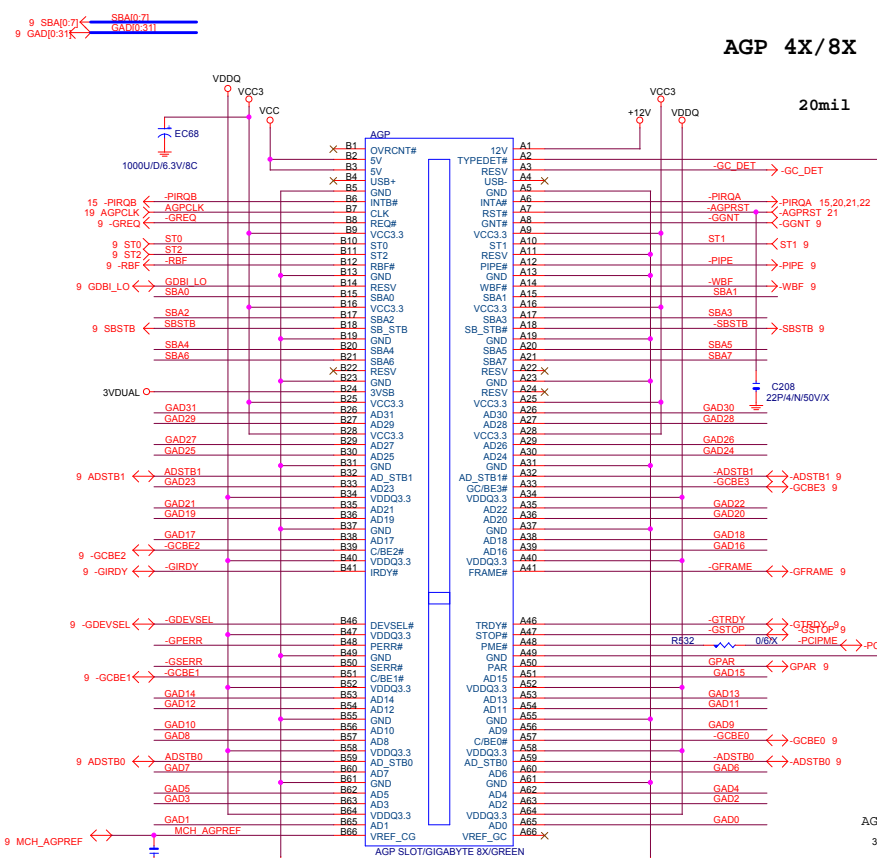 9 SBA[0:7] SBA[0:7]
9 GAD[0:31] GAD[0:31]
AGP 4X/8X
20mil
VDDQ
VCC3
VCC
VCC3
+12V
VDDQ
EC68
1000U/D/6.3V/8C
AGP
B1 OVRCNT# 12V A1
B2 5V TYPEDET# A2
B3 5V RESV A3 -GC_DET -GC_DET
B4 USB+ USB- A4
B5 GND GND A5
15 -PIRQB -PIRQB B6 INTB# INTA# A6 -PIRQA -PIRQA 15,20,21,22
19 AGPCLK AGPCLK B7 CLK RST# A7 -AGPRST -AGPRST 21
9 -GREQ -GREQ B8 REQ# GNT# A8 -GGNT -GGNT 9
B9 VCC3.3 VCC3.3 A9
9 ST0 ST0 B10 ST0 ST1 A10 ST1 ST1 9
9 ST2 ST2 B11 ST2 RESV A11
9 -RBF -RBF B12 RBF# PIPE# A12 -PIPE -PIPE 9
B13 GND GND A13
9 GDBI_LO GDBI_LO B14 RESV WBF# A14 -WBF -WBF 9
SBA0 B15 SBA0 SBA1 A15 SBA1
B16 VCC3.3 VCC3.3 A16
SBA2 B17 SBA2 SBA3 A17 SBA3
9 SBSTB SBSTB B18 SB_STB SB_STB# A18 -SBSTB -SBSTB 9
B19 GND GND A19
SBA4 B20 SBA4 SBA5 A20 SBA5
SBA6 B21 SBA6 SBA7 A21 SBA7
B22 RESV RESV A22
B23 GND GND A23
3VDUAL B24 3VSB RESV A24
C208
22P/4/N/50V/X
B25 VCC3.3 VCC3.3 A25
GAD31 B26 AD31 AD30 A26 GAD30
GAD29 B27 AD29 AD28 A27 GAD28
B28 VCC3.3 VCC3.3 A28
GAD27 B29 AD27 AD26 A29 GAD26
GAD25 B30 AD25 AD24 A30 GAD24
B31 GND GND A31
9 ADSTB1 ADSTB1 B32 AD_STB1 AD_STB1# A32 -ADSTB1 -ADSTB1 9
GAD23 B33 AD23 GC/BE3# A33 -GCBE3 -GCBE3 9
B34 VDDQ3.3 VDDQ3.3 A34
GAD21 B35 AD21 AD22 A35 GAD22
GAD19 B36 AD19 AD20 A36 GAD20
B37 GND GND A37
GAD17 B38 AD17 AD18 A38 GAD18
9 -GCBE2 -GCBE2 B39 C/BE2# AD16 A39 GAD16
B40 VDDQ3.3 VDDQ3.3 A40
9 -GIRDY -GIRDY B41 IRDY# FRAME# A41 -GFRAME -GFRAME 9
9 -GDEVSEL -GDEVSEL B46 DEVSEL# TRDY# A46 -GTRDY -GTRDY 9
B47 VDDQ3.3 STOP# A47 -GSTOP -GSTOP 9
-GPERR B48 PERR# PME# A48 R532 0/6/X -PCIPME -PC
B49 GND GND A49
-GSERR B50 SERR# PAR A50 GPAR GPAR 9
9 -GCBE1 -GCBE1 B51 C/BE1# AD15 A51 GAD15
B52 VDDQ3.3 VDDQ3.3 A52
GAD14 B53 AD14 AD13 A53 GAD13
GAD12 B54 AD12 AD11 A54 GAD11
B55 GND GND A55
GAD10 B56 AD10 AD9 A56 GAD9
GAD8 B57 AD8 C/BE0# A57 -GCBE0 -GCBE0 9
B58 VDDQ3.3 VDDQ3.3 A58
9 ADSTB0 ADSTB0 B59 AD_STB0 AD_STB0 A59 -ADSTB0 -ADSTB0 9
GAD7 B60 AD7 AD6 A60 GAD6
B61 GND GND A61
GAD5 B62 AD5 AD4 A62 GAD4
GAD3 B63 AD3 AD2 A63 GAD2
B64 VDDQ3.3 VDDQ3.3 A64
GAD1 B65 AD1 AD0 A65 GAD0
9 MCH_AGPREF MCH_AGPREF B66 VREF_CG VREF_GC A66
AG
3
AGP SLOT/GIGABYTE 8X/GREEN